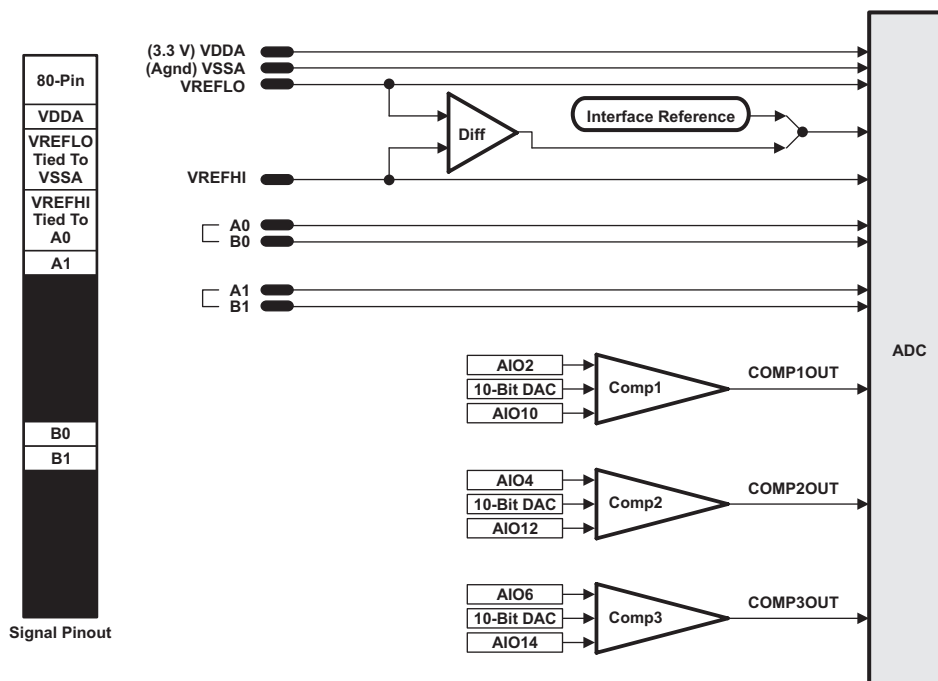 80-Pin
VDDA
VREFLO
Tied To
VSSA
VREFHI
Tied To
A0
A1
B0
B1
Signal Pinout
(3.3 V) VDDA
(Agnd) VSSA
VREFLO
Diff
Interface Reference
VREFHI
A0
B0
A1
B1
AIO2
10-Bit DAC
AIO10
Comp1
COMP1OUT
AIO4
10-Bit DAC
AIO12
Comp2
COMP2OUT
AIO6
10-Bit DAC
AIO14
Comp3
COMP3OUT
ADC